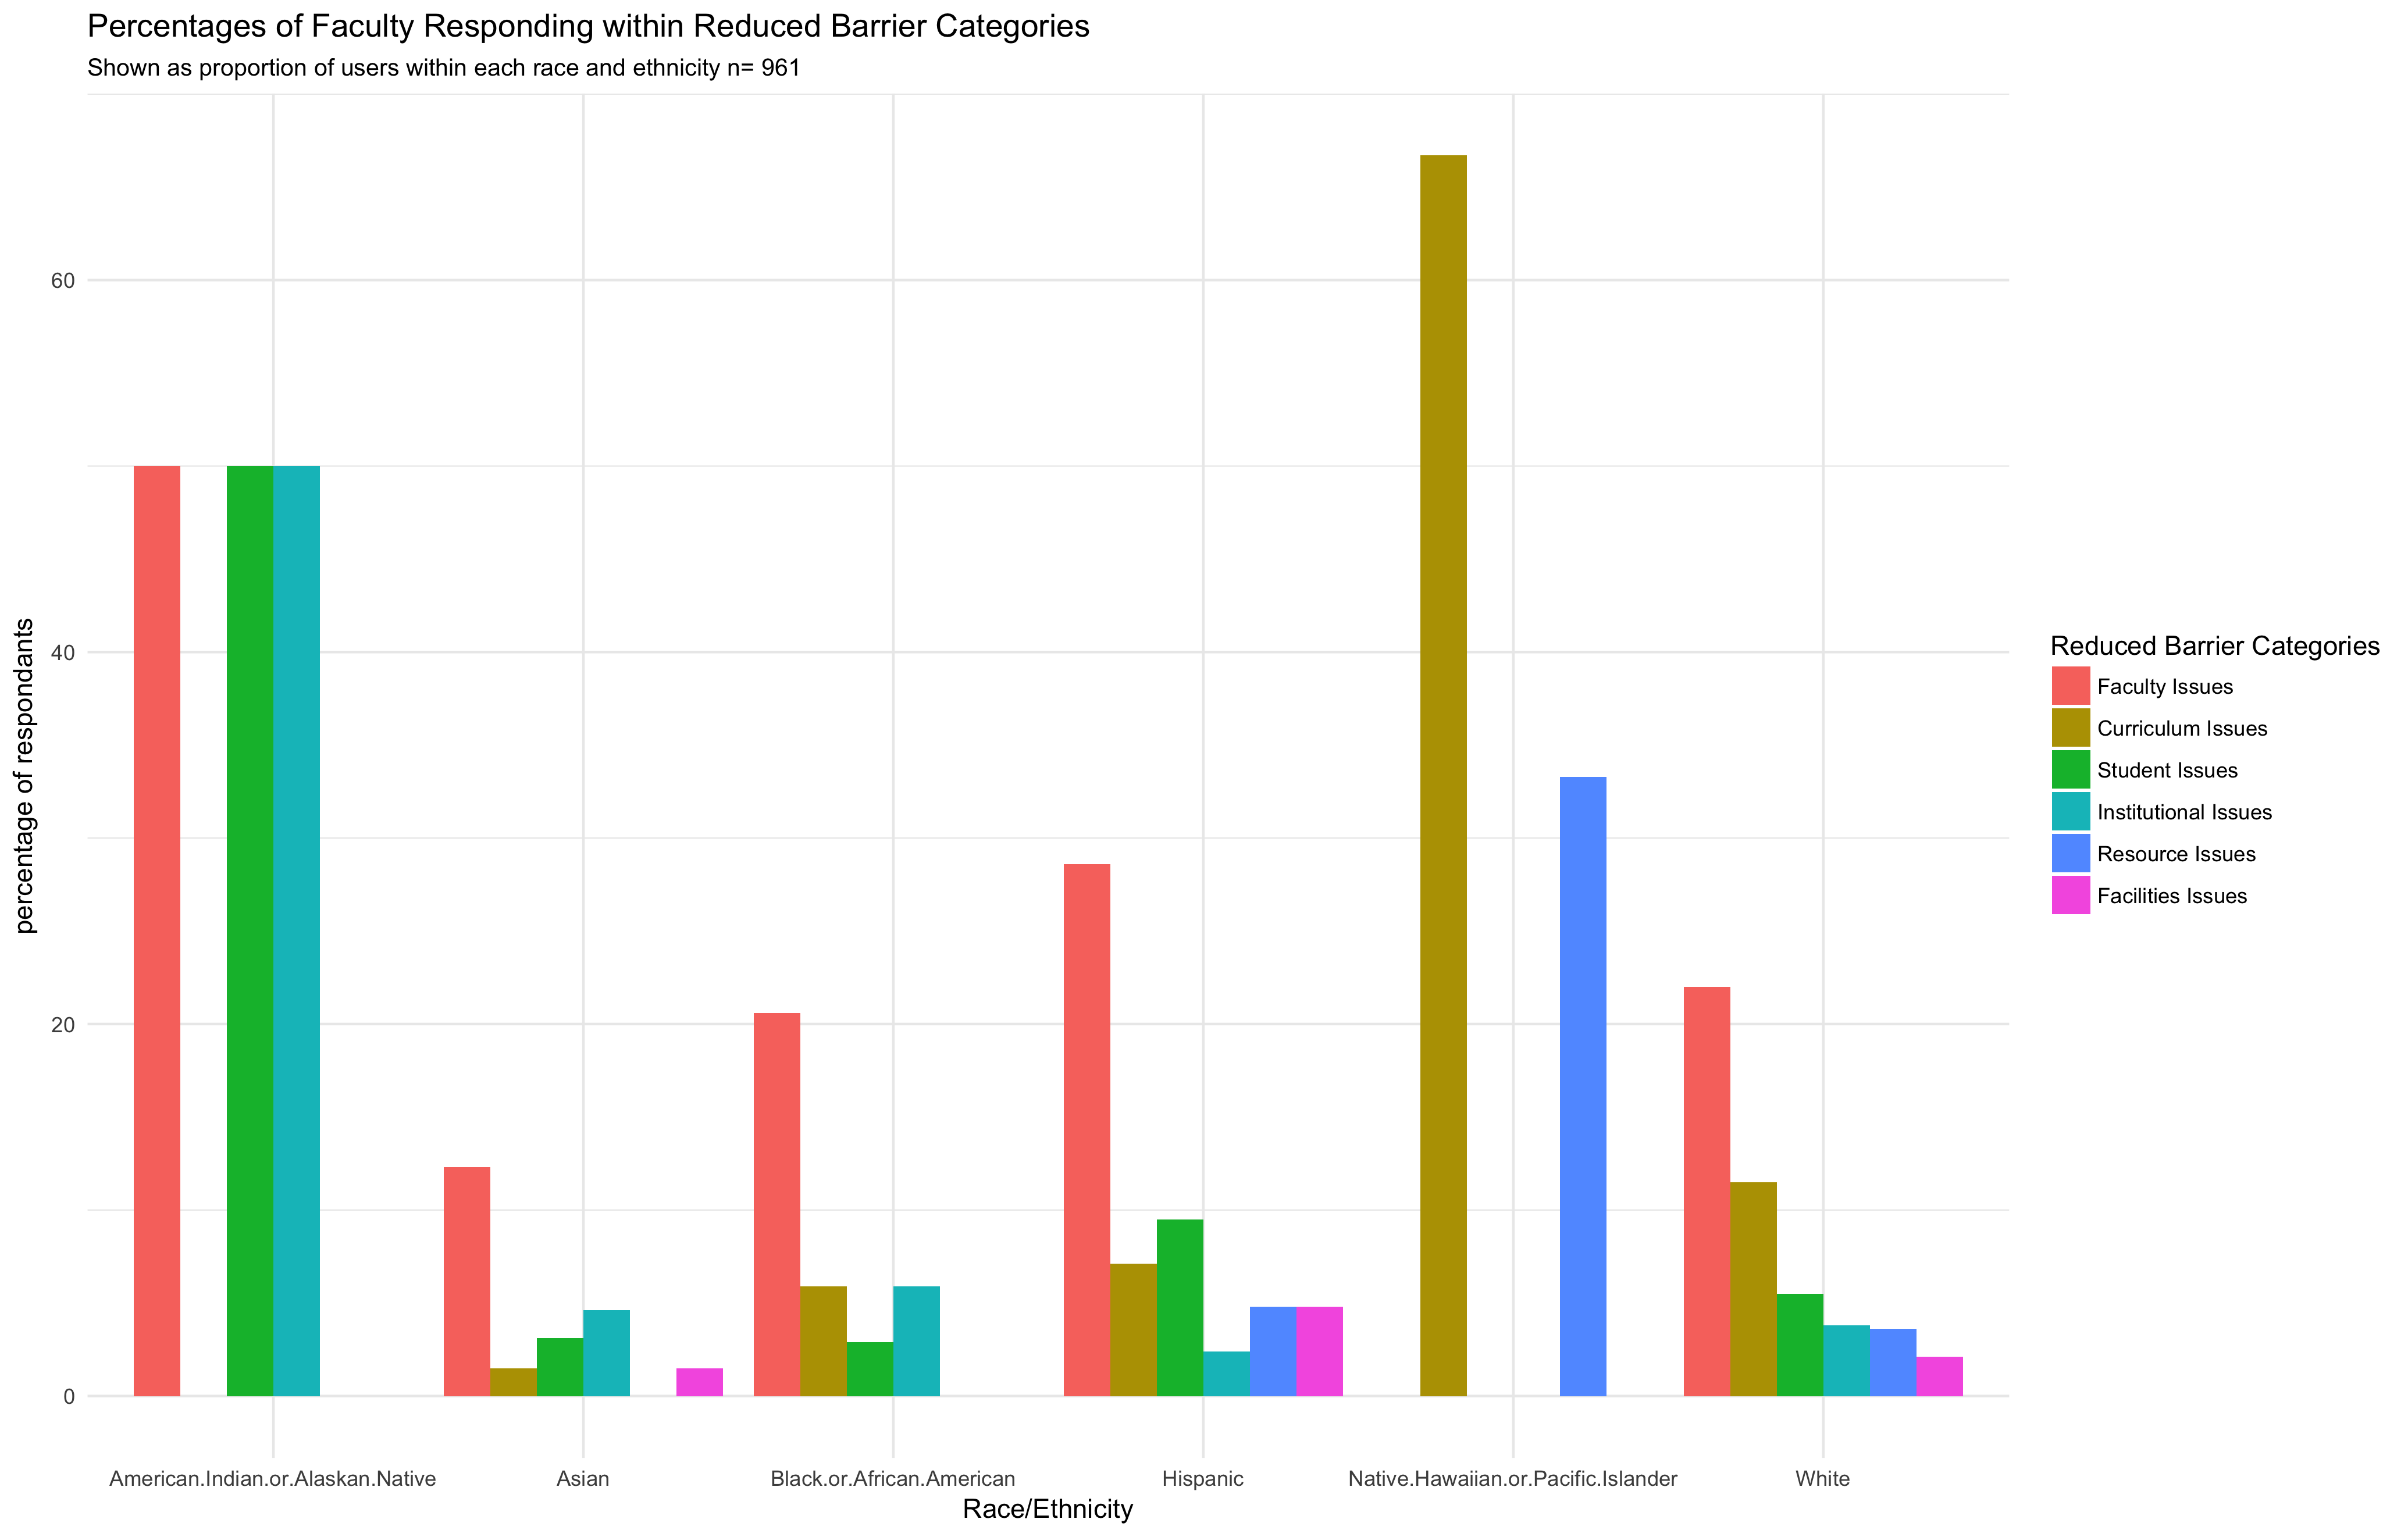 Percentages of Faculty Responding within Reduced Barrier Categories
Shown as proportion of users within each race and ethnicity n= 961
percentage of respondants
60
40
20
0
American.Indian.or.Alaskan.Native
Asian
Black.or.African.American
Hispanic
Native.Hawaiian.or.Pacific.Islander
White
Race/Ethnicity
Reduced Barrier Categories
Faculty Issues
Curriculum Issues
Student Issues
Institutional Issues
Resource Issues
Facilities Issues